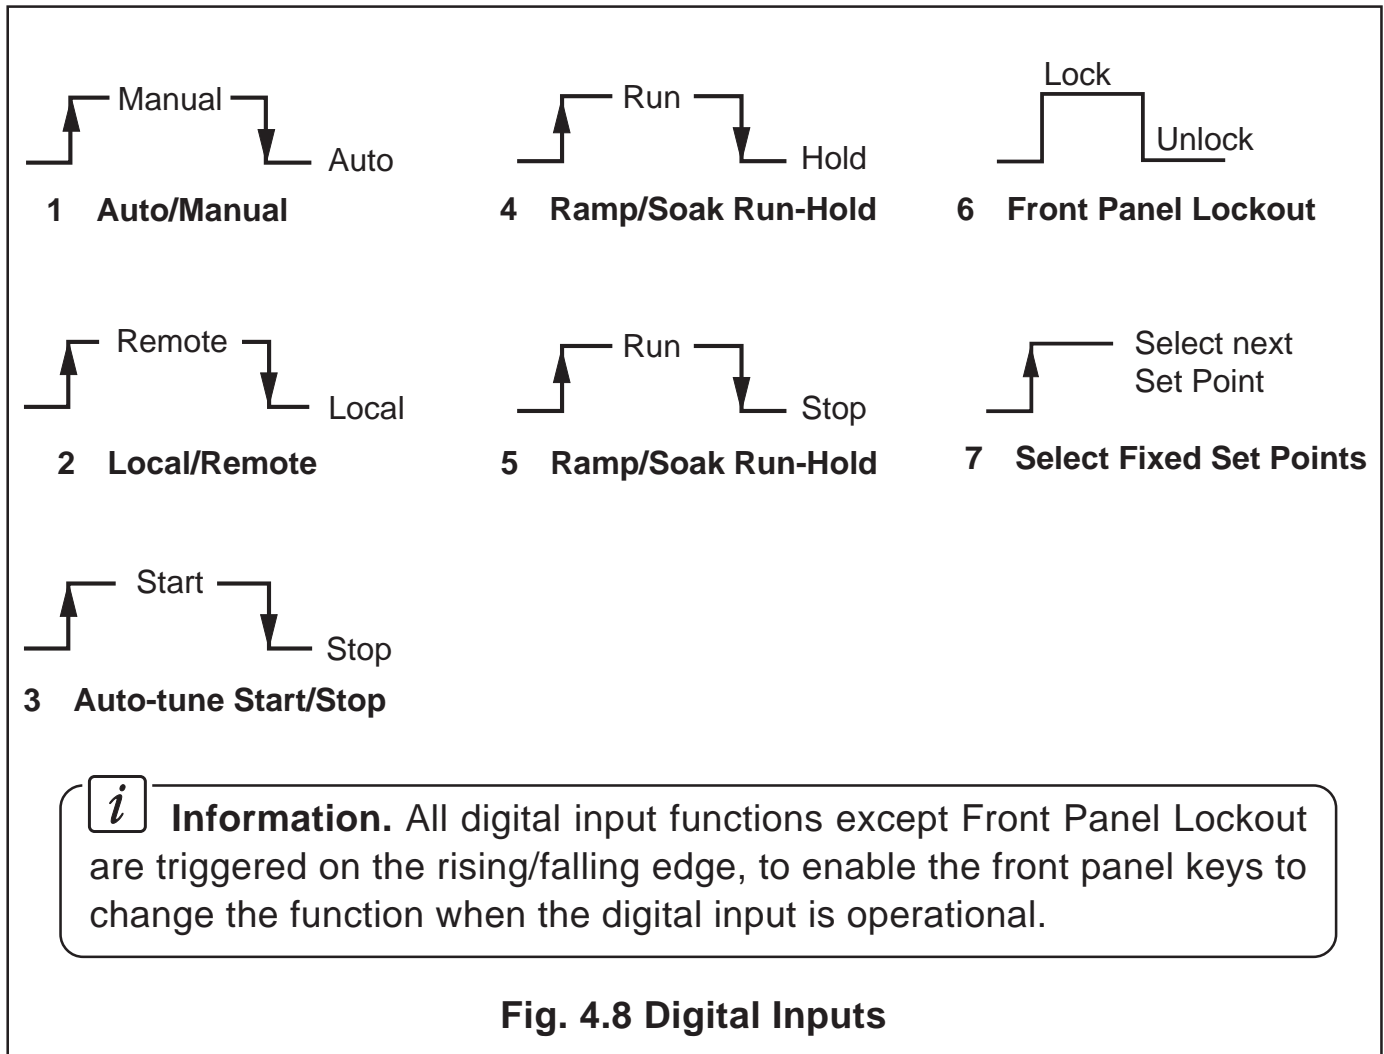 Manual
Auto
1 Auto/Manual
Run
Hold
4 Ramp/Soak Run-Hold
Lock
Unlock
6 Front Panel Lockout
Remote
Local
2 Local/Remote
Run
Stop
5 Ramp/Soak Run-Hold
Select next
Set Point
7 Select Fixed Set Points
Start
Stop
3 Auto-tune Start/Stop
i Information. All digital input functions except Front Panel Lockout
are triggered on the rising/falling edge, to enable the front panel keys to
change the function when the digital input is operational.
Fig. 4.8 Digital Inputs